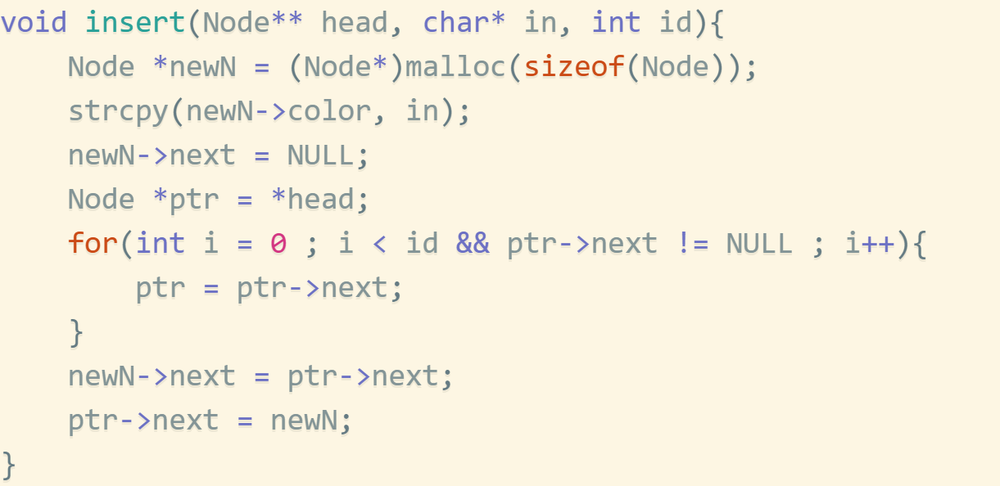 void insert(Node** head, char* in, int id){
    Node *newN = (Node*)malloc(sizeof(Node));
    strcpy(newN->color, in);
    newN->next = NULL;
    Node *ptr = *head;
    for(int i = 0 ; i < id && ptr->next != NULL ; i++){
        ptr = ptr->next;
    }
    newN->next = ptr->next;
    ptr->next = newN;
}